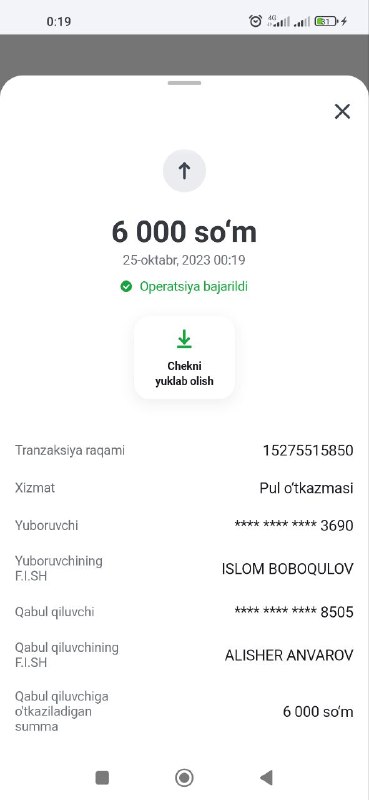 0:19
4G
31
6 000 so‘m
25-oktabr, 2023 00:19
Operatsiya bajarildi
Chekni
yuklab olish
Tranzaksiya raqami 15275515850
Xizmat Pul o‘tkazmasi
Yuboruvchi **** **** **** 3690
Yuboruvchining
F.I.SH ISLOM BOBOQULOV
Qabul qiluvchi **** **** **** 8505
Qabul qiluvchining
F.I.SH ALISHER ANVAROV
Qabul qiluvchiga
o'tkaziladigan
summa 6 000 so‘m